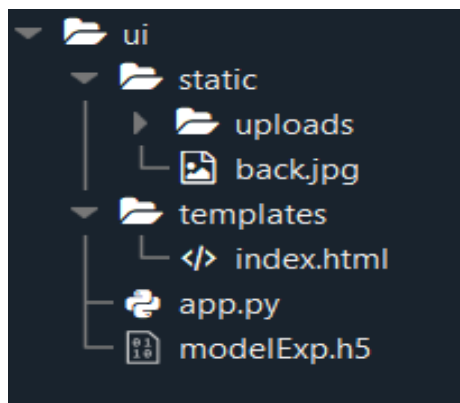 ui
static
uploads
back.jpg
templates
index.html
app.py
modelExp.h5